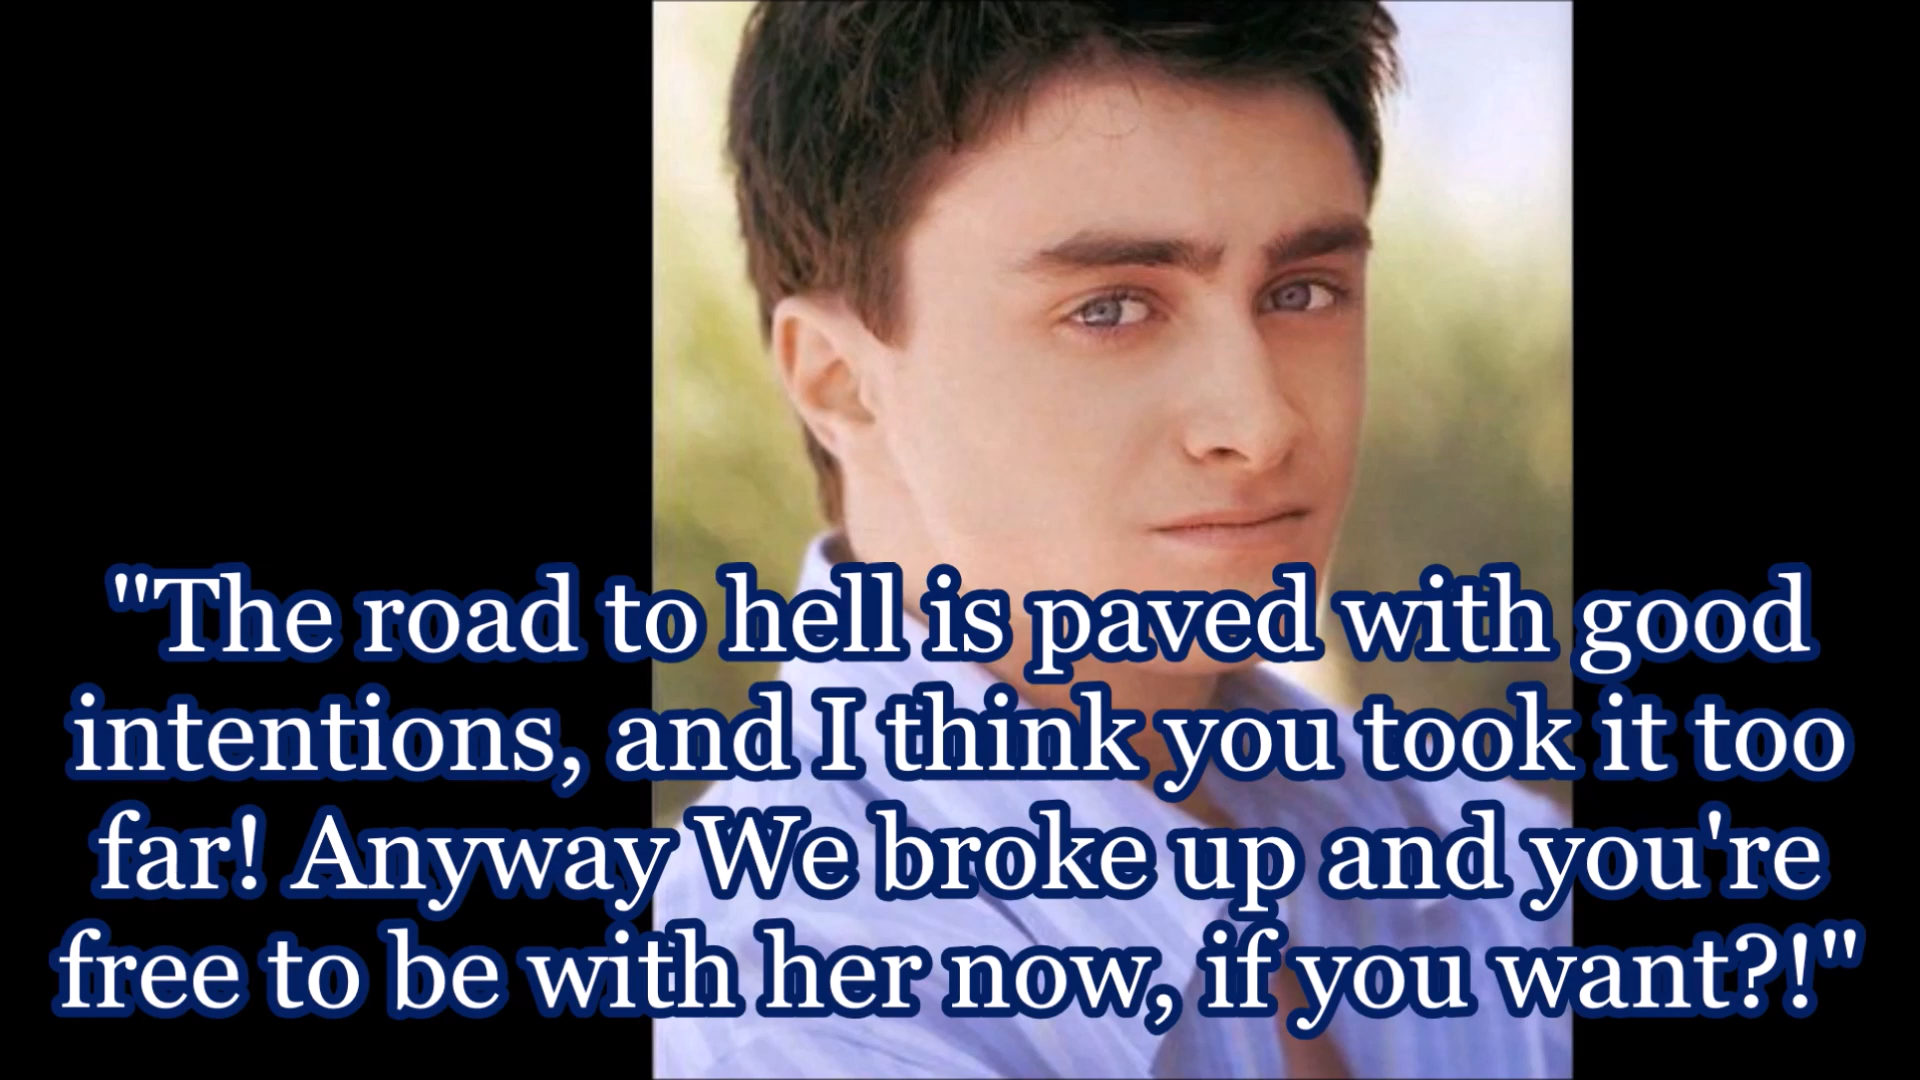 "The road to hell is paved with good
intentions, and I think you took it too
far! Anyway We broke up and you're
free to be with her now, if you want?!"